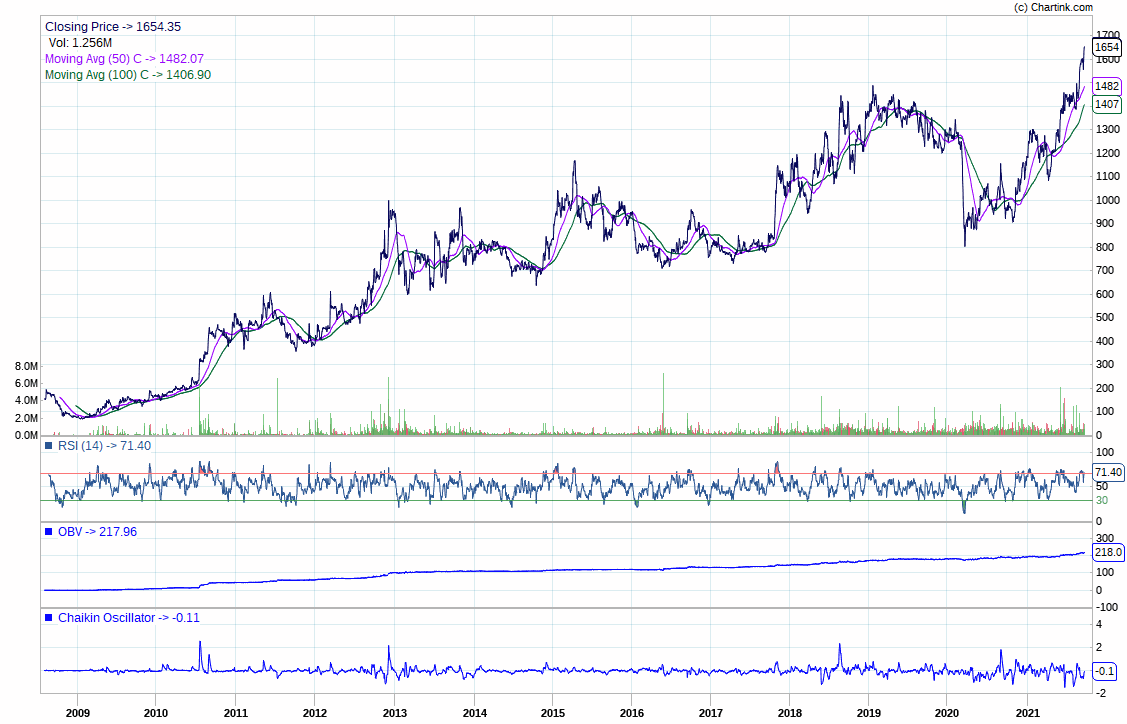 (c) Chartink.com
Closing Price -> 1654.35
Vol: 1.256M
Moving Avg (50) C -> 1482.07
Moving Avg (100) C -> 1406.90
1700
1654
1600
1482
1407
1300
1200
1100
1000
900
800
700
600
500
400
300
200
100
0
8.0M
6.0M
4.0M
2.0M
0.0M
RSI (14) -> 71.40
100
71.40
50
30
0
OBV -> 217.96
300
218.0
100
0
-100
Chaikin Oscillator -> -0.11
4
2
-0.1
-2
2009 2010 2011 2012 2013 2014 2015 2016 2017 2018 2019 2020 2021